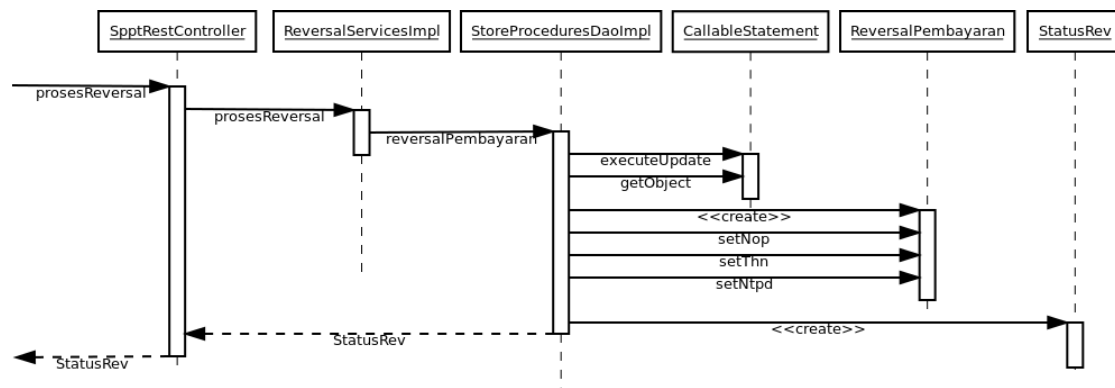 SpptRestController
ReversalServicesImpl
StoreProceduresDaoImpl
CallableStatement
ReversalPembayaran
StatusRev
prosesReversal
prosesReversal
reversalPembayaran
executeUpdate
getObject
<<create>>
setNop
setThn
setNtpd
<<create>>
StatusRev
StatusRev